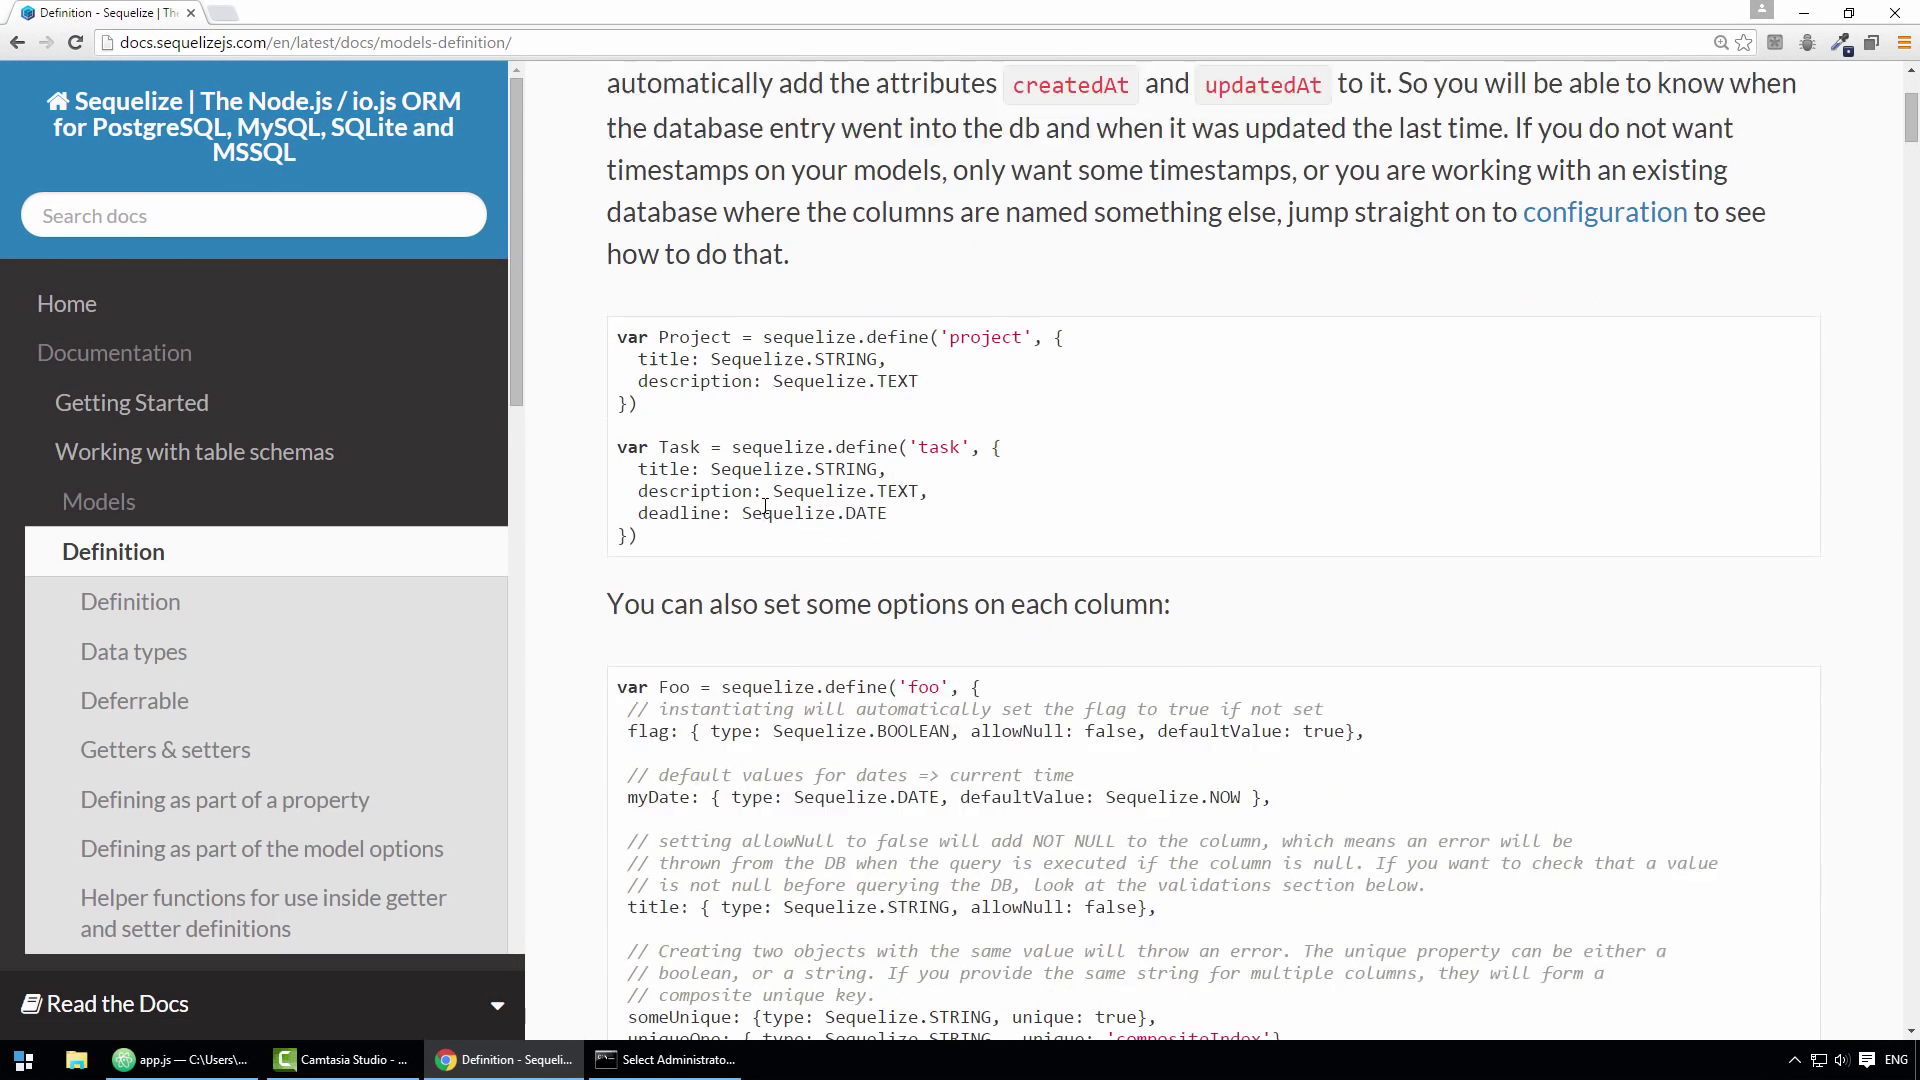 Definition - Sequelize | The
docs.sequelizejs.com/en/latest/docs/models-definition/
Sequelize | The Node.js / io.js ORM
for PostgreSQL, MySQL, SQLite and
MSSQL
Search docs
Home
Documentation
Getting Started
Working with table schemas
Models
Definition
Definition
Data types
Deferrable
Getters & setters
Defining as part of a property
Defining as part of the model options
Helper functions for use inside getter
and setter definitions
Read the Docs
automatically add the attributes createdAt and updatedAt to it. So you will be able to know when
the database entry went into the db and when it was updated the last time. If you do not want
timestamps on your models, only want some timestamps, or you are working with an existing
database where the columns are named something else, jump straight on to configuration to see
how to do that.
var Project = sequelize.define('project', {
title: Sequelize.STRING,
description: Sequelize.TEXT
})
var Task = sequelize.define('task', {
title: Sequelize.STRING,
description: Sequelize.TEXT,
deadline: Sequelize.DATE
})
You can also set some options on each column:
var Foo = sequelize.define('foo', {
// instantiating will automatically set the flag to true if not set
flag: { type: Sequelize.BOOLEAN, allowNull: false, defaultValue: true},
// default values for dates => current time
myDate: { type: Sequelize.DATE, defaultValue: Sequelize.NOW },
// setting allowNull to false will add NOT NULL to the column, which means an error will be
// thrown from the DB when the query is executed if the column is null. If you want to check that a value
// is not null before querying the DB, look at the validations section below.
title: { type: Sequelize.STRING, allowNull: false},
// Creating two objects with the same value will throw an error. The unique property can be either a
// boolean, or a string. If you provide the same string for multiple columns, they will form a
// composite unique key.
someUnique: {type: Sequelize.STRING, unique: true},
uniqueOne: { type: Sequelize.STRING, unique: 'compositeIndex'}
app.js — C:\Users\...
Camtasia Studio - ...
Definition - Sequeli...
Select Administrato...
ENG